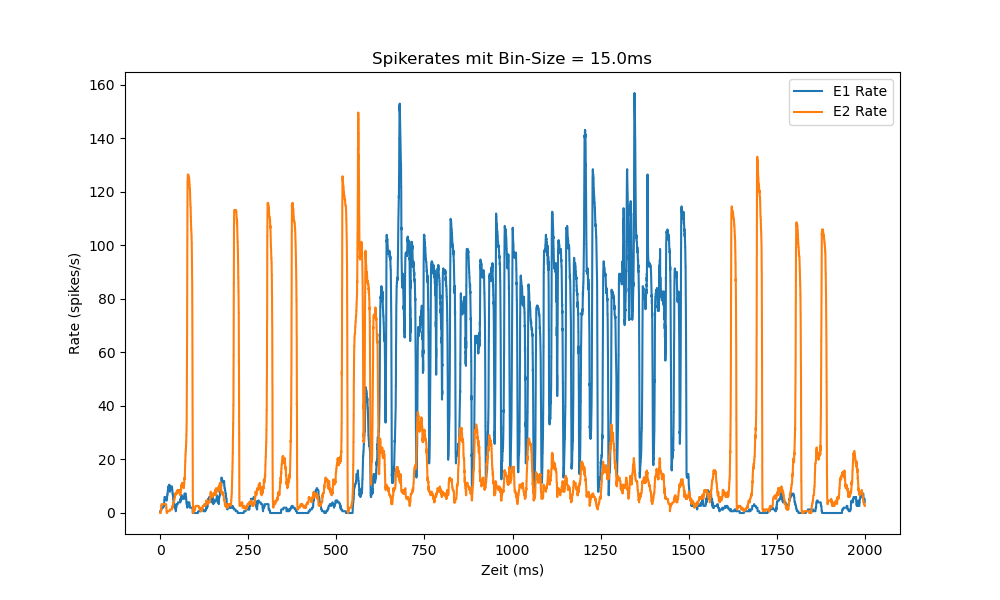 Spikerates mit Bin-Size = 15.0ms
E1 Rate
E2 Rate
Rate (spikes/s)
160
140
120
100
80
60
40
20
0
0 250 500 750 1000 1250 1500 1750 2000
Zeit (ms)